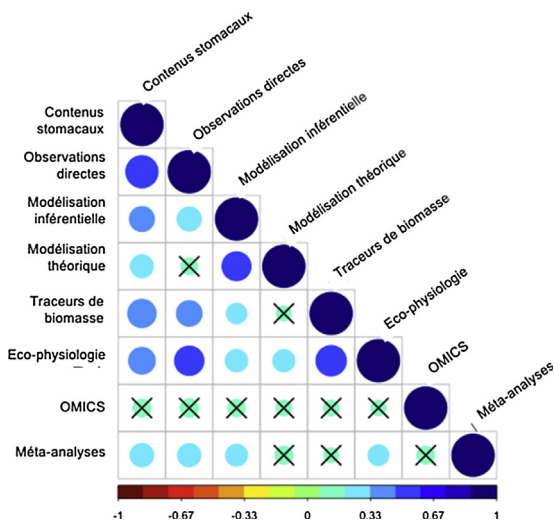 Contenus stomacaux
Observations directes
Modélisation inférentielle
Modélisation théorique
Traceurs de biomasse
Eco-physiologie
OMICS
Méta-analyses
Contenus
stomacaux
Observations
directes
Modélisation
inférentielle
Modélisation
théorique
Traceurs de
biomasse
Eco-physiologie
OMICS
Méta-analyses
-1 -0.67 -0.33 0 0.33 0.67 1